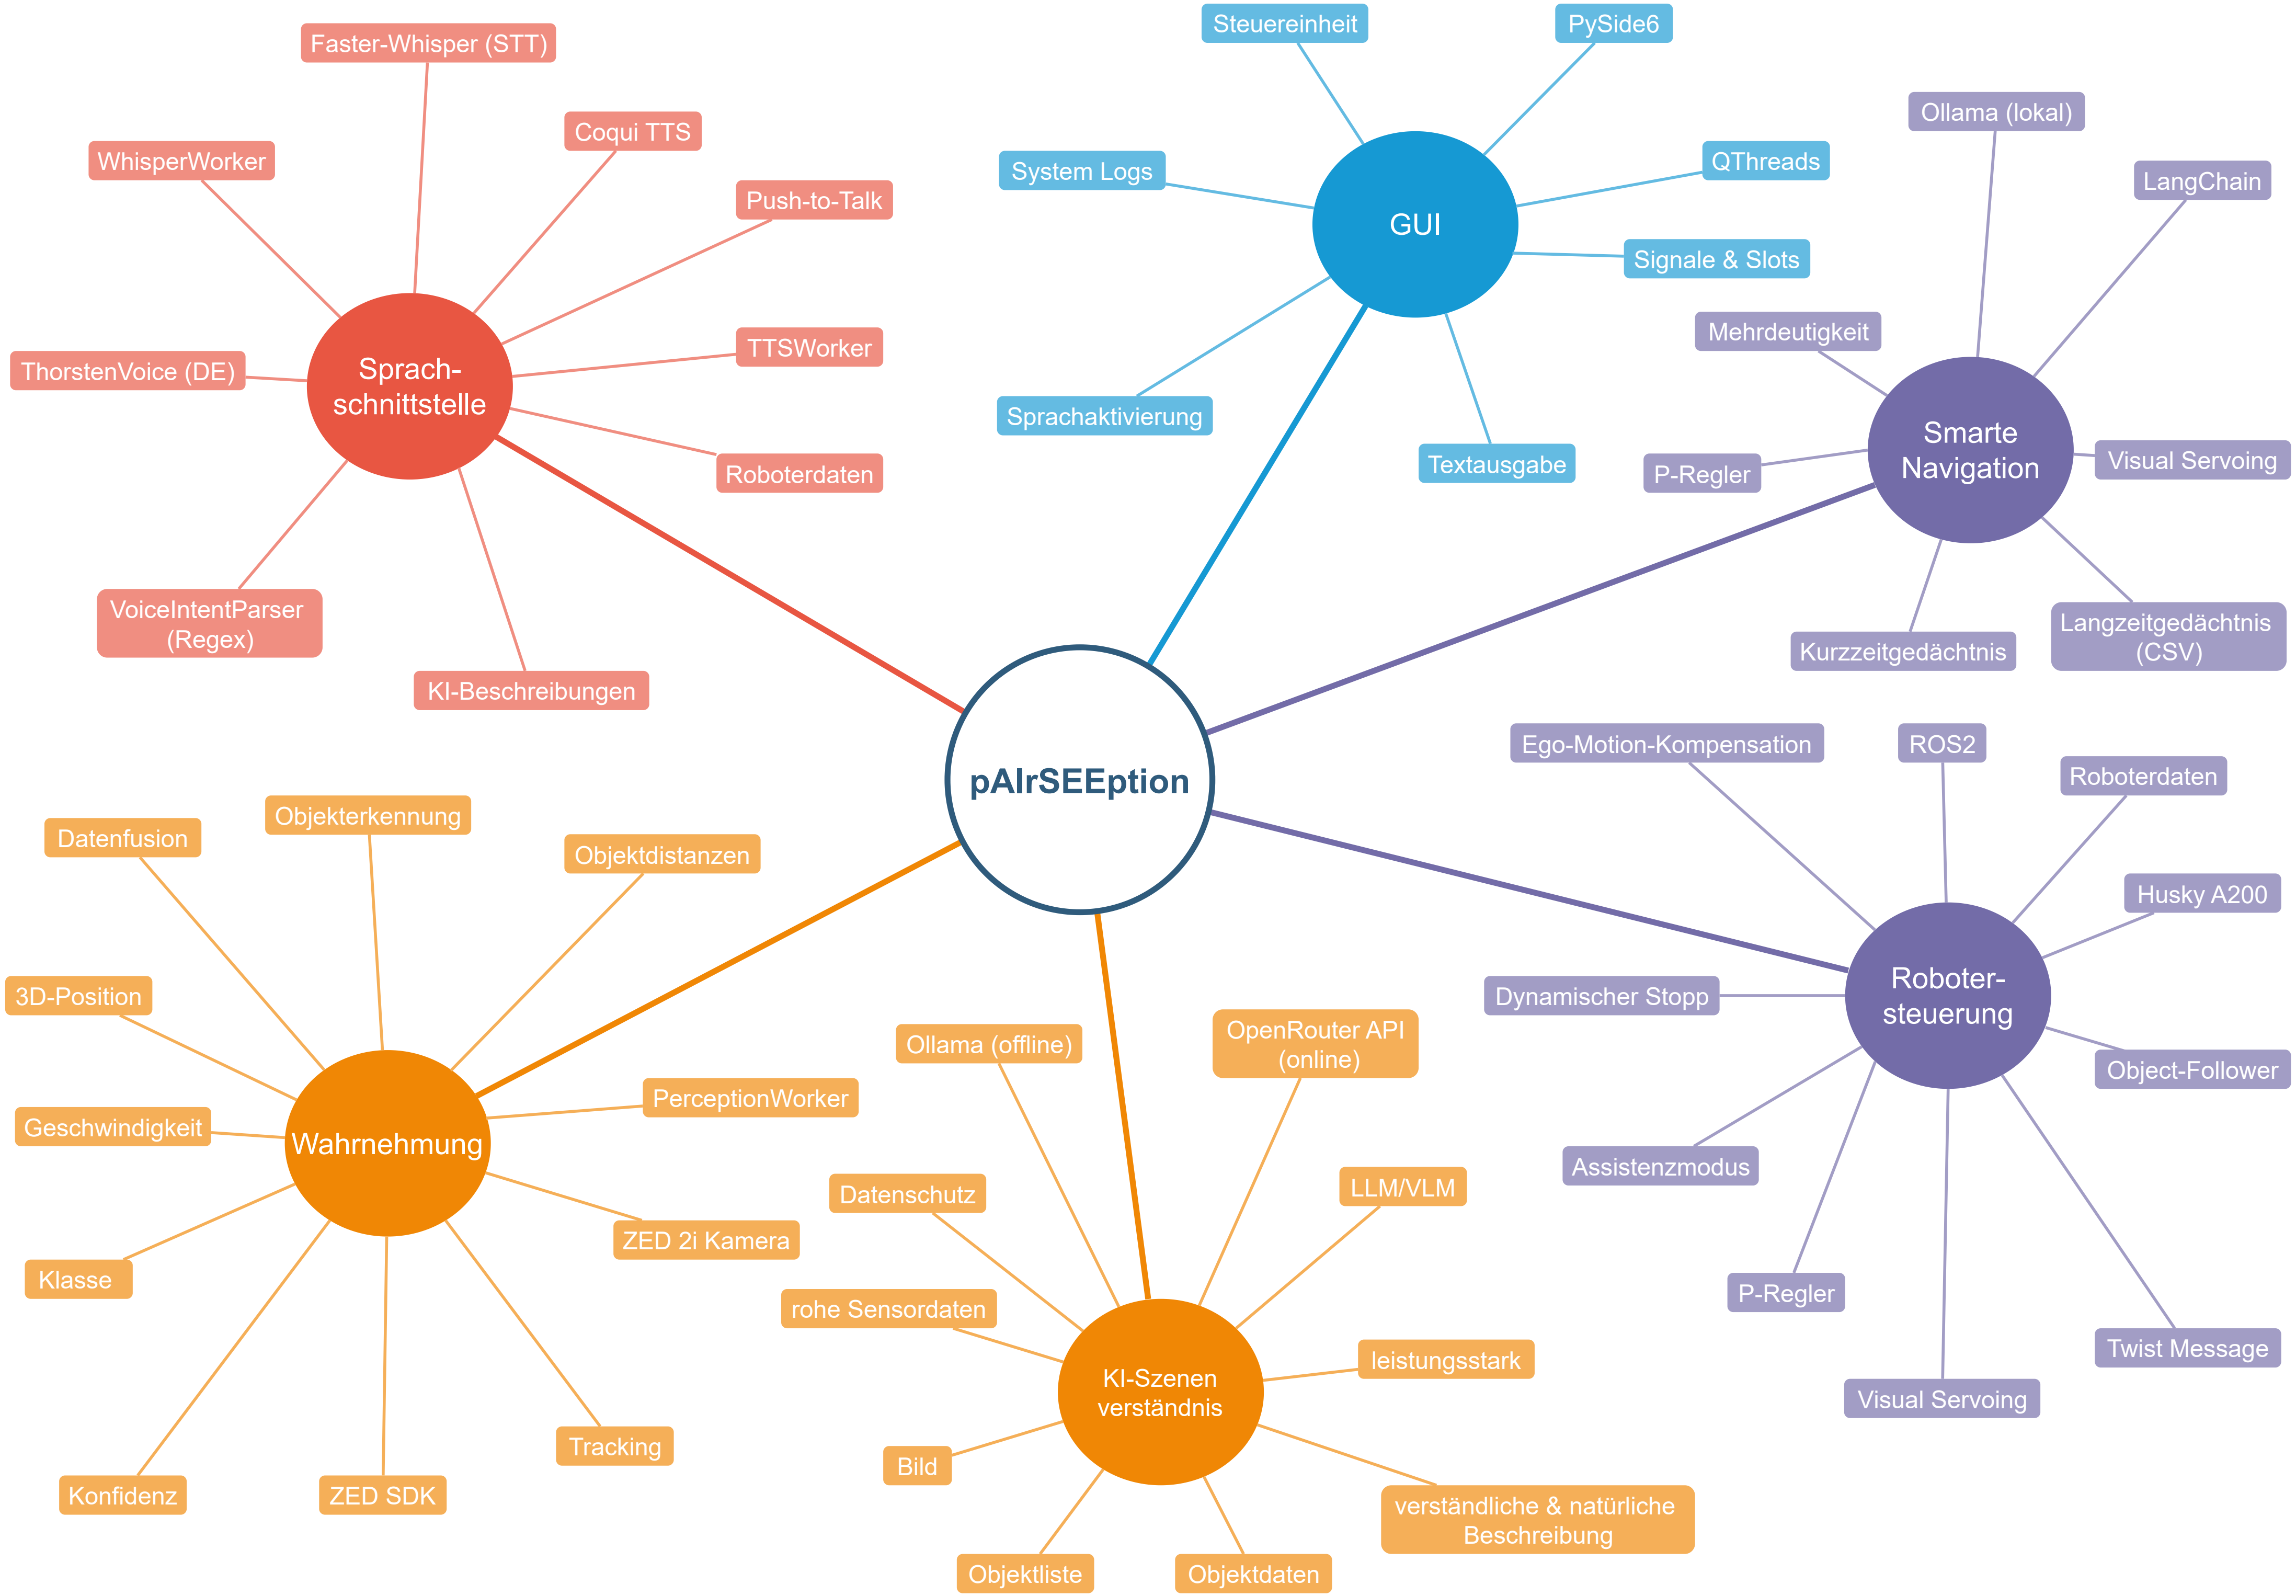 Faster-Whisper (STT)
Coqui TTS
WhisperWorker
Push-to-Talk
TTSWorker
ThorstenVoice (DE)
Sprach-
schnittstelle
Roboterdaten
VoiceIntentParser
(Regex)
KI-Beschreibungen
Steuereinheit
PySide6
System Logs
QThreads
GUI
Signale & Slots
Sprachaktivierung
Textausgabe
Ollama (lokal)
LangChain
Mehrdeutigkeit
Smarte
Navigation
P-Regler
Visual Servoing
Kurzzeitgedächtnis
Langzeitgedächtnis
(CSV)
pAIrSEEption
Ego-Motion-Kompensation
ROS2
Roboterdaten
Husky A200
Dynamischer Stopp
Roboter-
steuerung
Object-Follower
Assistenzmodus
P-Regler
Twist Message
Visual Servoing
Objekterkennung
Datenfusion
Objektdistanzen
3D-Position
PerceptionWorker
Geschwindigkeit
Wahrnehmung
ZED 2i Kamera
Klasse
Tracking
Konfidenz
ZED SDK
Ollama (offline)
OpenRouter API
(online)
Datenschutz
LLM/VLM
rohe Sensordaten
leistungsstark
KI-Szenen
verständnis
Bild
verständliche & natürliche
Beschreibung
Objektliste
Objektdaten